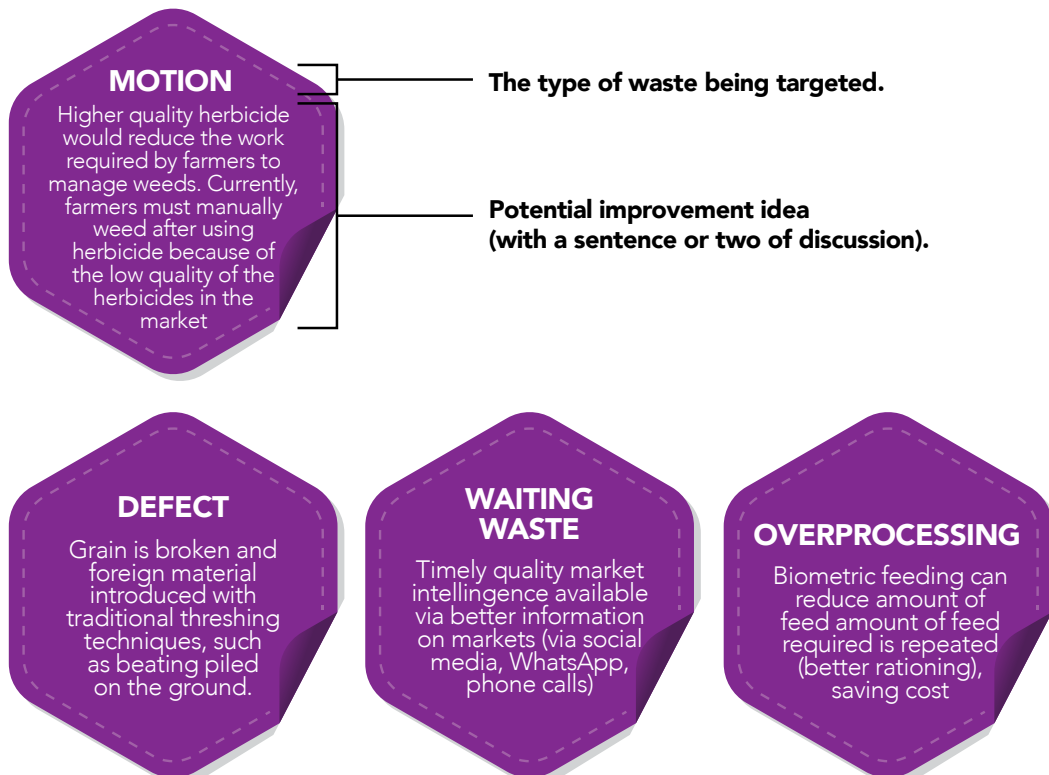 MOTION
Higher quality herbicide
would reduce the work
required by farmers to
manage weeds. Currently,
farmers must manually
weed after using
herbicide because of
the low quality of the
herbicides in the
market
The type of waste being targeted.
Potential improvement idea
(with a sentence or two of discussion).
DEFECT
Grain is broken and
foreign material
introduced with
traditional threshing
techniques, such
as beating piled
on the ground.
WAITING
WASTE
Timely quality market
intellingence available
via better information
on markets (via social
media, WhatsApp,
phone calls)
OVERPROCESSING
Biometric feeding can
reduce amount of
feed amount of feed
required is repeated
(better rationing),
saving cost